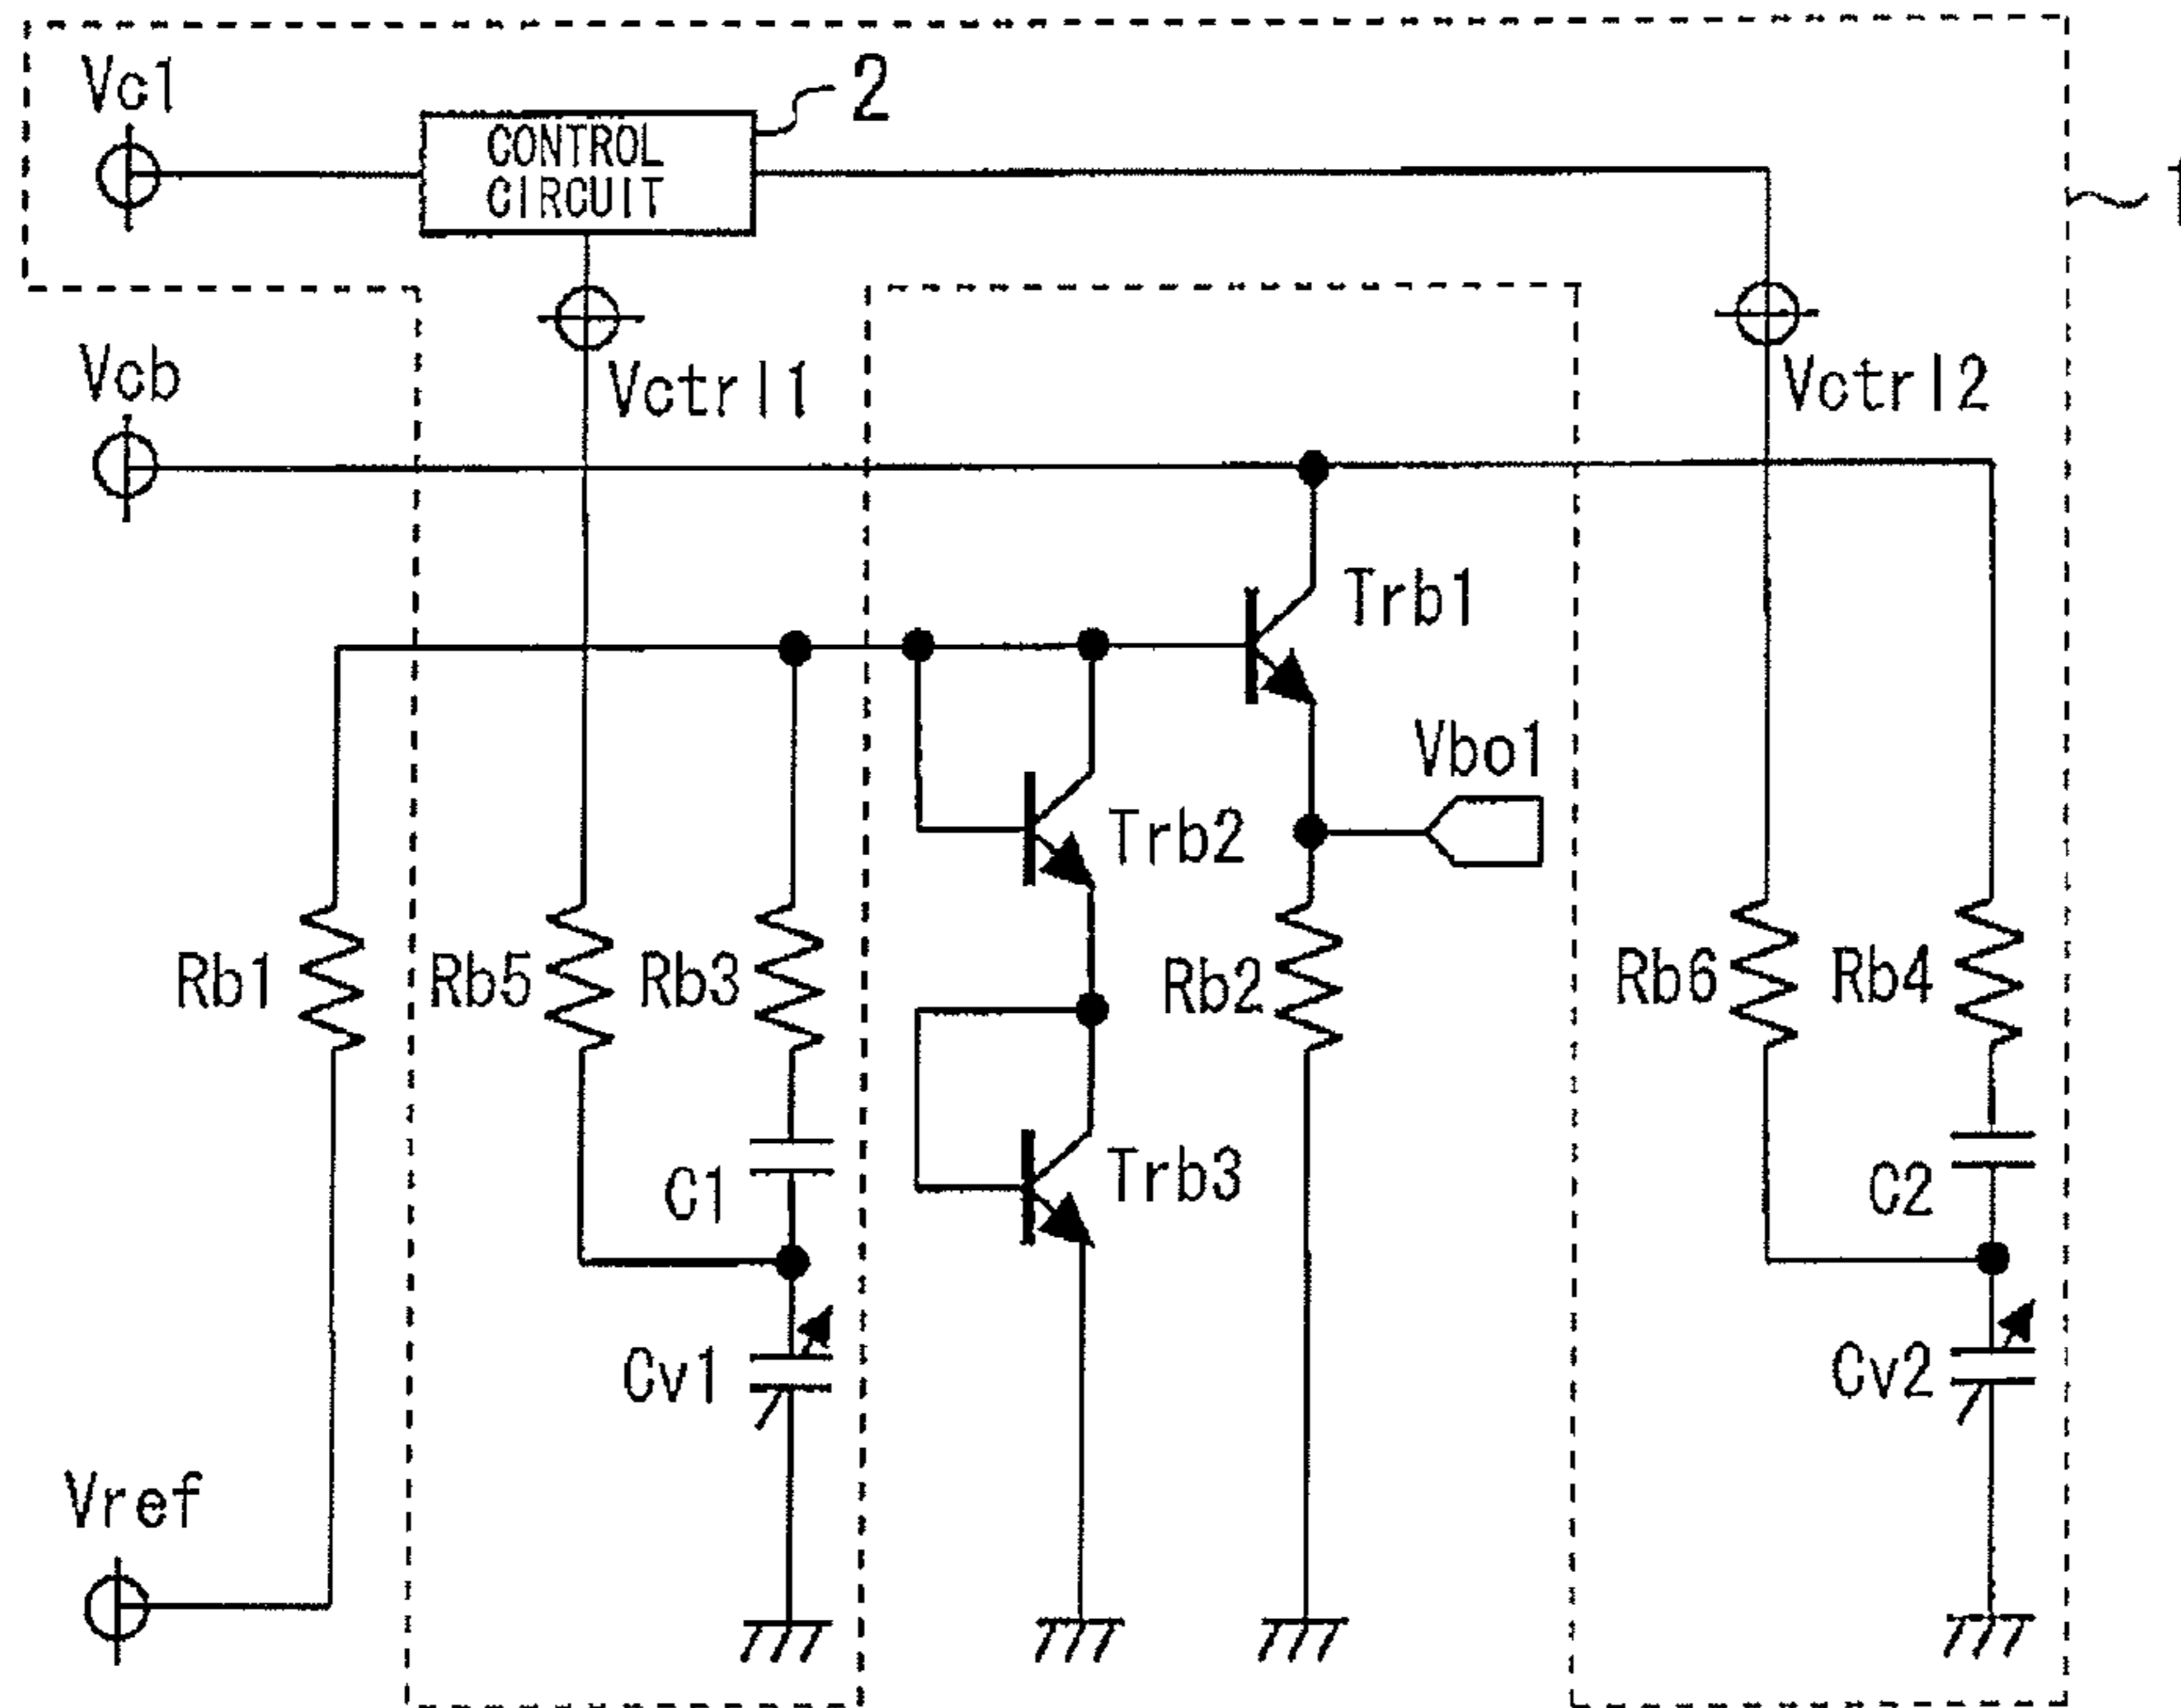 Vc1
CONTROL
CIRCUIT
2
1
Vcb
Vctrl1
Vctrl2
Trb1
Vbo1
Trb2
Rb1
Rb5
Rb3
Rb2
Rb6
Rb4
C1
Trb3
C2
Cv1
Cv2
Vref